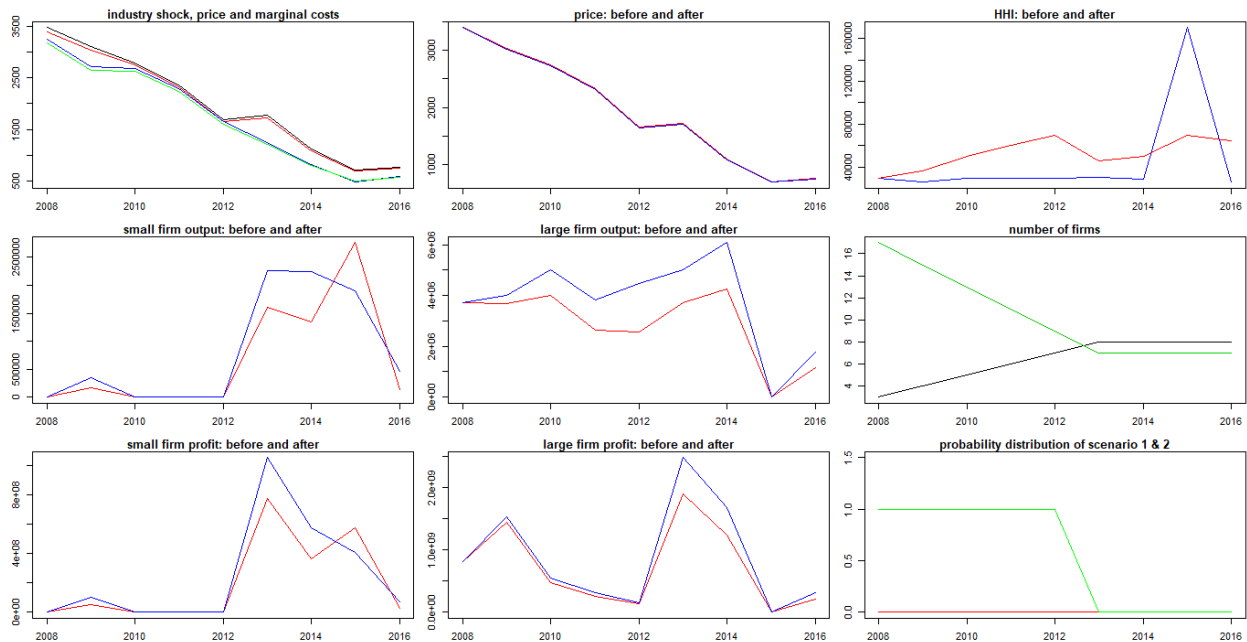 industry shock, price and marginal costs
3500
2500
1500
500
2008 2010 2012 2014 2016
price: before and after
3000
2000
1000
2008 2010 2012 2014 2016
HHI: before and after
160000
120000
80000
40000
2008 2010 2012 2014 2016
small firm output: before and after
2500000
1500000
500000
0
2008 2010 2012 2014 2016
large firm output: before and after
6e+06
4e+06
2e+06
0e+00
2008 2010 2012 2014 2016
number of firms
16
14
12
10
8
6
4
2008 2010 2012 2014 2016
small firm profit: before and after
8e+08
4e+08
0e+00
2008 2010 2012 2014 2016
large firm profit: before and after
2.0e+09
1.0e+09
0.0e+00
2008 2010 2012 2014 2016
probability distribution of scenario 1 & 2
1.5
1.0
0.5
0.0
2008 2010 2012 2014 2016